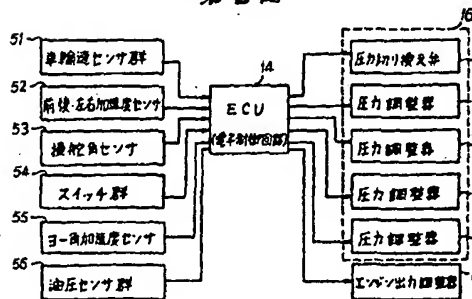 51
車輪速センサ群
52
前後・左右加速度センサ
53
操舵角センサ
54
スイッチ群
55
ヨー角加速度センサ
56
油圧センサ群
14
ECU
(電子制御回路)
16
圧力切り換え弁
圧力調整器
圧力調整器
圧力調整器
圧力調整器
エンジン出力調整器